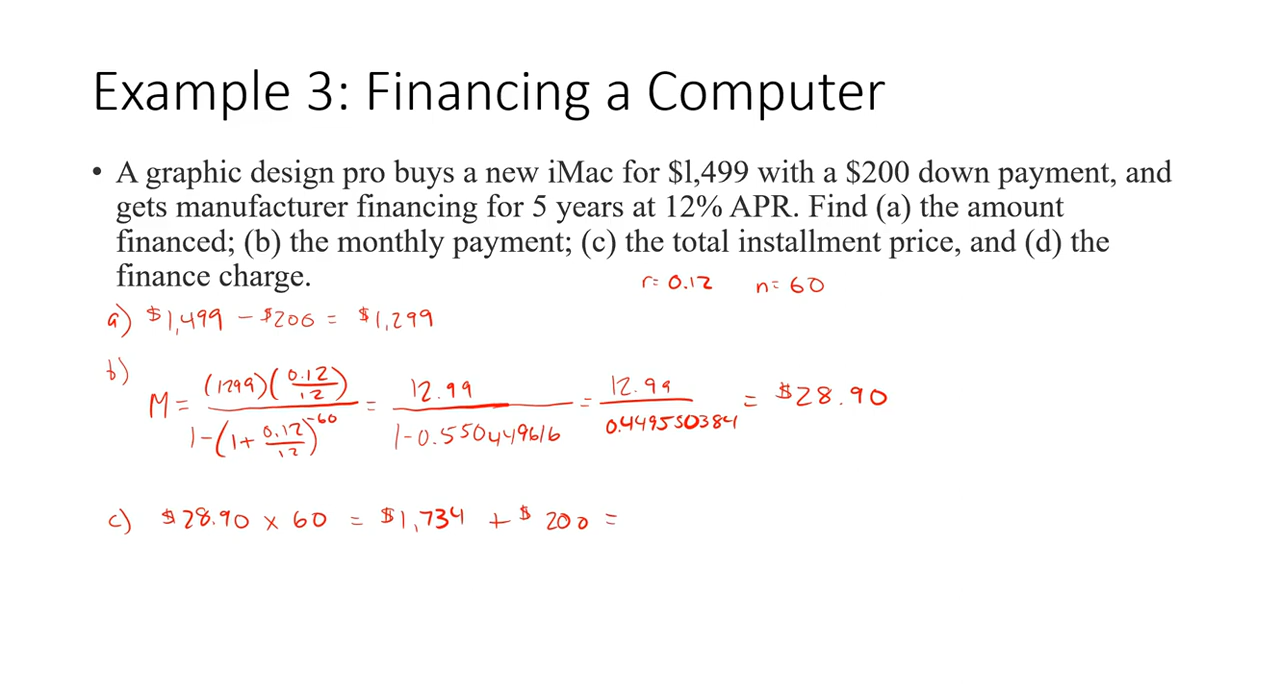 Example 3: Financing a Computer
• A graphic design pro buys a new iMac for $1,499 with a $200 down payment, and
gets manufacturer financing for 5 years at 12% APR. Find (a) the amount
financed; (b) the monthly payment; (c) the total installment price, and (d) the
finance charge.
r= 0.12 n= 60
a) $1,499 - $200 = $1,299
b)
M = (1299)(0.12/12) / 1-(1+0.12/12)^-60 = 12.99 / 1-0.550449616 = 12.99 / 0.449550384 = $28.90
c) $28.90 x 60 = $1,734 + $200 =